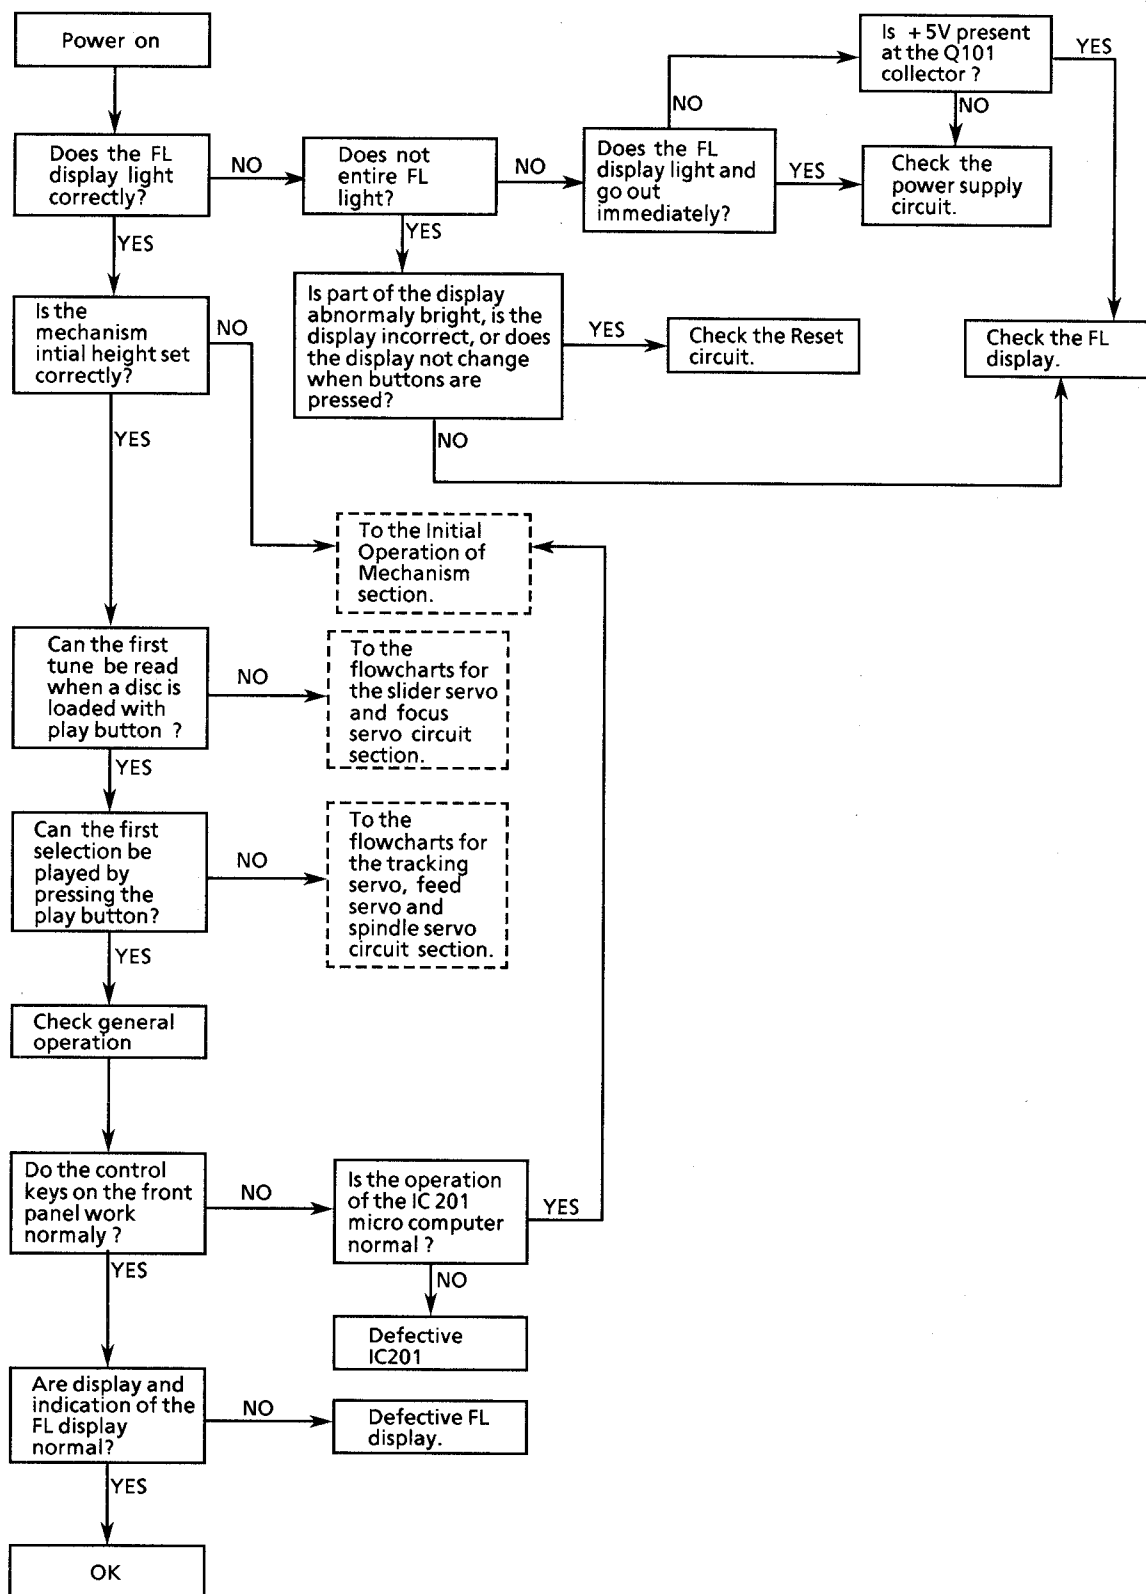 Power on
Does the FL
display light
correctly?
NO
Does not
entire FL
light?
NO
Does the FL
display light and
go out
immediately?
NO
YES
Is + 5V present
at the Q101
collector ?
YES
NO
Check the
power supply
circuit.
YES
YES
Is part of the display
abnormaly bright, is the
display incorrect, or does
the display not change
when buttons are
pressed?
YES
Check the Reset
circuit.
Check the FL
display.
NO
Is the
mechanism
intial height set
correctly?
NO
YES
To the Initial
Operation of
Mechanism
section.
Can the first
tune be read
when a disc is
loaded with
play button ?
NO
To the
flowcharts for
the slider servo
and focus
servo circuit
section.
YES
Can the first
selection be
played by
pressing the
play button?
NO
To the
flowcharts for
the tracking
servo, feed
servo and
spindle servo
circuit section.
YES
Check general
operation
Do the control
keys on the front
panel work
normaly ?
NO
Is the operation
of the IC 201
micro computer
normal ?
YES
YES
NO
Defective
IC201
Are display and
indication of the
FL display
normal?
NO
Defective FL
display.
YES
OK